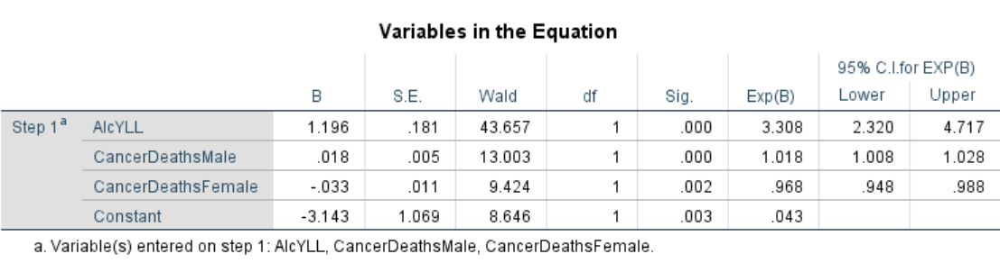 Variables in the Equation
95% C.I.for EXP(B)
B S.E. Wald df Sig. Exp(B) Lower Upper
Step 1a AlcYLL 1.196 .181 43.657 1 .000 3.308 2.320 4.717
CancerDeathsMale .018 .005 13.003 1 .000 1.018 1.008 1.028
CancerDeathsFemale -.033 .011 9.424 1 .002 .968 .948 .988
Constant -3.143 1.069 8.646 1 .003 .043
a. Variable(s) entered on step 1: AlcYLL, CancerDeathsMale, CancerDeathsFemale.